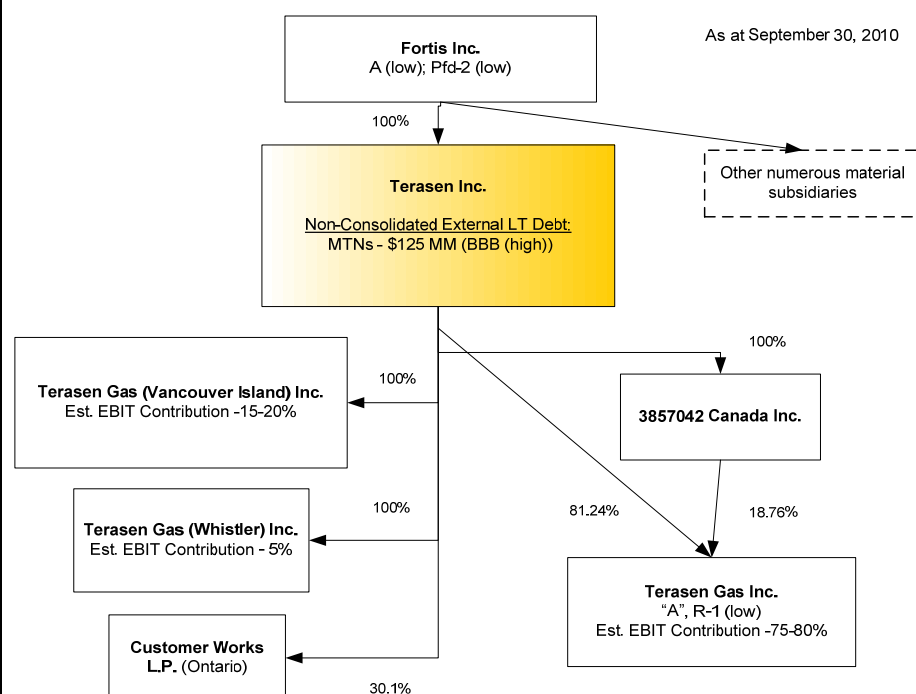 As at September 30, 2010
Fortis Inc.
A (low); Pfd-2 (low)
100%
Other numerous material
subsidiaries
Terasen Inc.
Non-Consolidated External LT Debt:
MTNs - $125 MM (BBB (high))
100%
100%
Terasen Gas (Vancouver Island) Inc.
Est. EBIT Contribution -15-20%
3857042 Canada Inc.
100%
81.24%
18.76%
Terasen Gas (Whistler) Inc.
Est. EBIT Contribution - 5%
Terasen Gas Inc.
“A”, R-1 (low)
Est. EBIT Contribution -75-80%
Customer Works
L.P. (Ontario)
30.1%